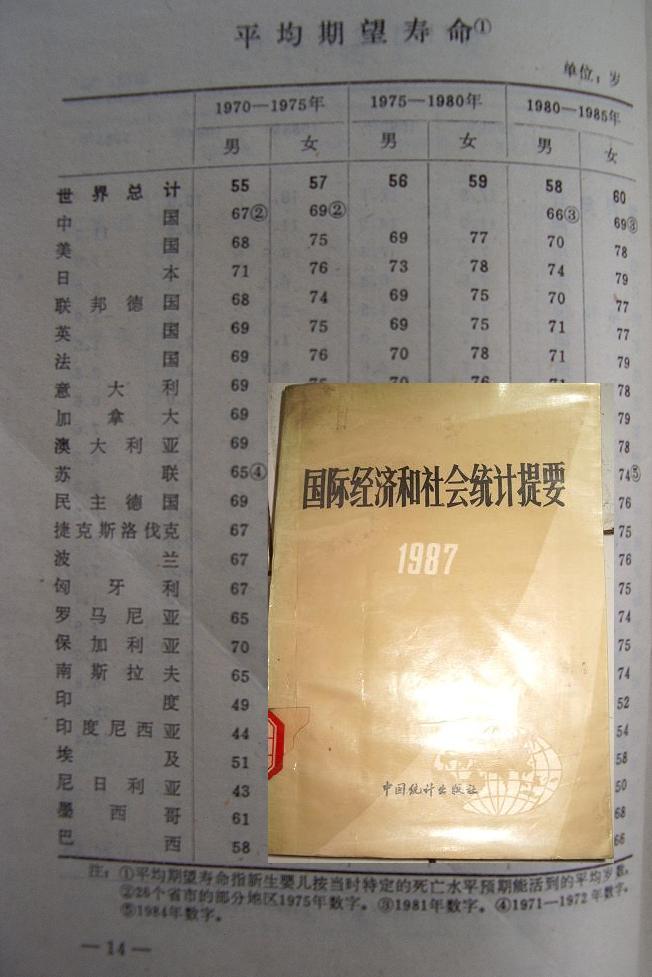 平均期望寿命①
单位：岁
1970—1975年 1975—1980年 1980—1985年
男 女 男 女 男 女
世界总计 55 57 56 59 58 60
中国 67② 69② 66③ 69③
美国 68 75 69 77 70 78
日本 71 76 73 78 74 79
联邦德国 68 74 69 75 70 77
英国 69 75 69 75 71 77
法国 69 76 70 78 71 79
意大利 69 78
加拿大 69 79
澳大利亚 69 78
苏联 65④ 74⑤
民主德国 69 76
捷克斯洛伐克 67 75
波兰 67 76
匈牙利 67 75
罗马尼亚 65 74
保加利亚 70 75
南斯拉夫 65 74
印度 49 52
印度尼西亚 44 54
埃及 51 58
尼日利亚 43 50
墨西哥 61 68
巴西 58 66
注：①平均期望寿命指新生婴儿按当时特定的死亡水平预期能活到的平均岁数。
②26个省市的部分地区1975年数字。③1981年数字。④1971—1972年数字。
⑤1984年数字。
—14—
国际经济和社会统计提要
1987
中国统计出版社